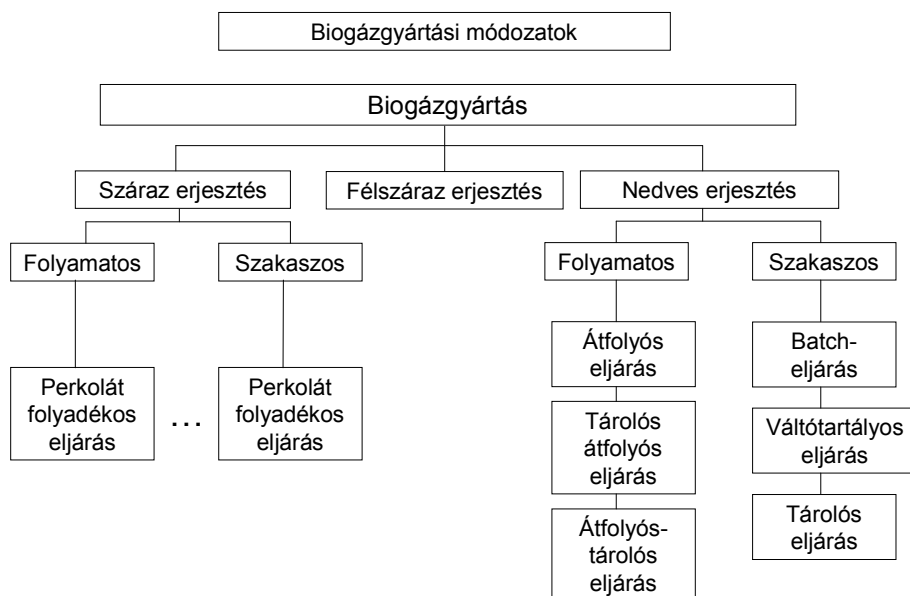 Biogázgyártási módozatok
Biogázgyártás
Száraz erjesztés
Félszáraz erjesztés
Nedves erjesztés
Folyamatos
Szakaszos
Folyamatos
Szakaszos
Perkolát
folyadékos
eljárás
...
Perkolát
folyadékos
eljárás
Átfolyós
eljárás
Tárolós
átfolyós
eljárás
Átfolyós-
tárolós
eljárás
Batch-
eljárás
Váltótartályos
eljárás
Tárolós
eljárás